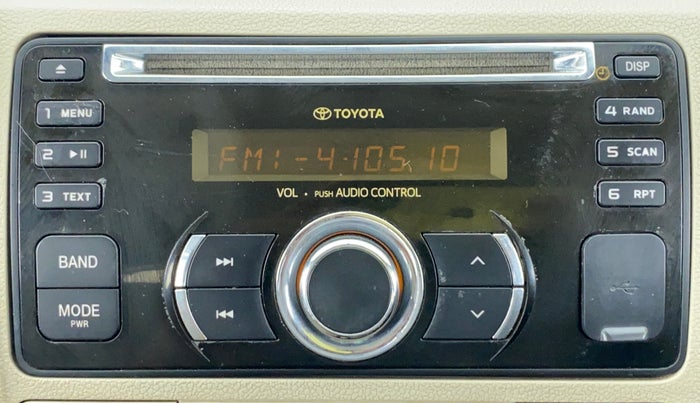 DISP
1 MENU
TOYOTA
4 RAND
2
FM1-4 105.10
5 SCAN
3 TEXT
VOL • PUSH AUDIO CONTROL
6 RPT
BAND
MODE
PWR